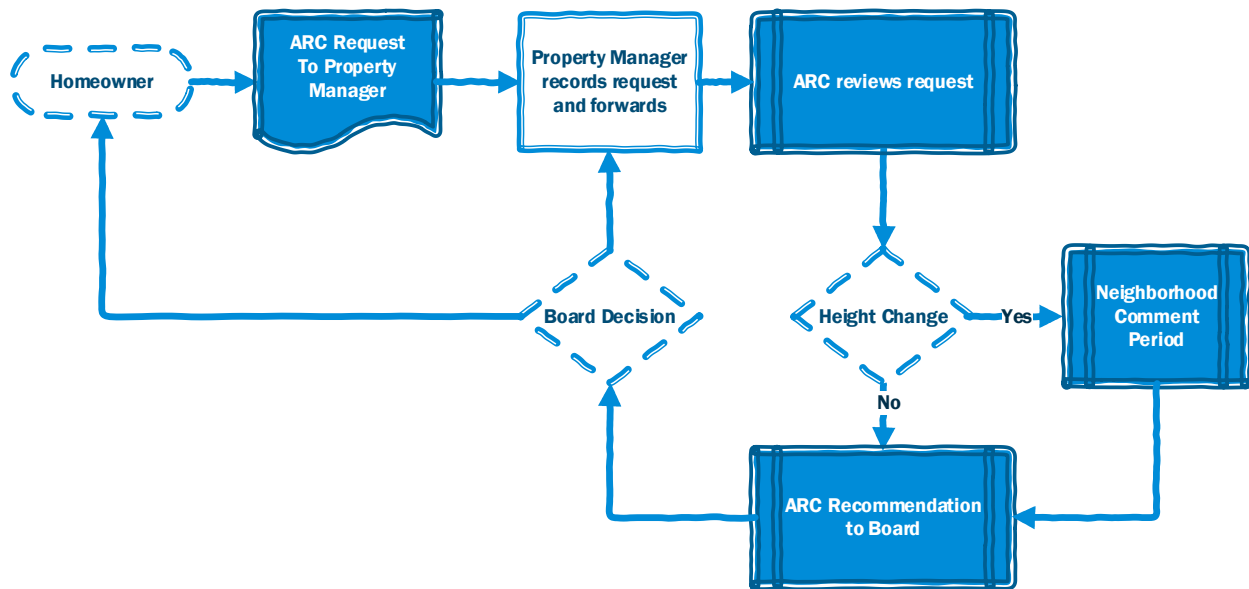 Homeowner
ARC Request
To Property
Manager
Property Manager
records request
and forwards
ARC reviews request
Board Decision
Height Change
Yes
Neighborhood
Comment
Period
No
ARC Recommendation
to Board